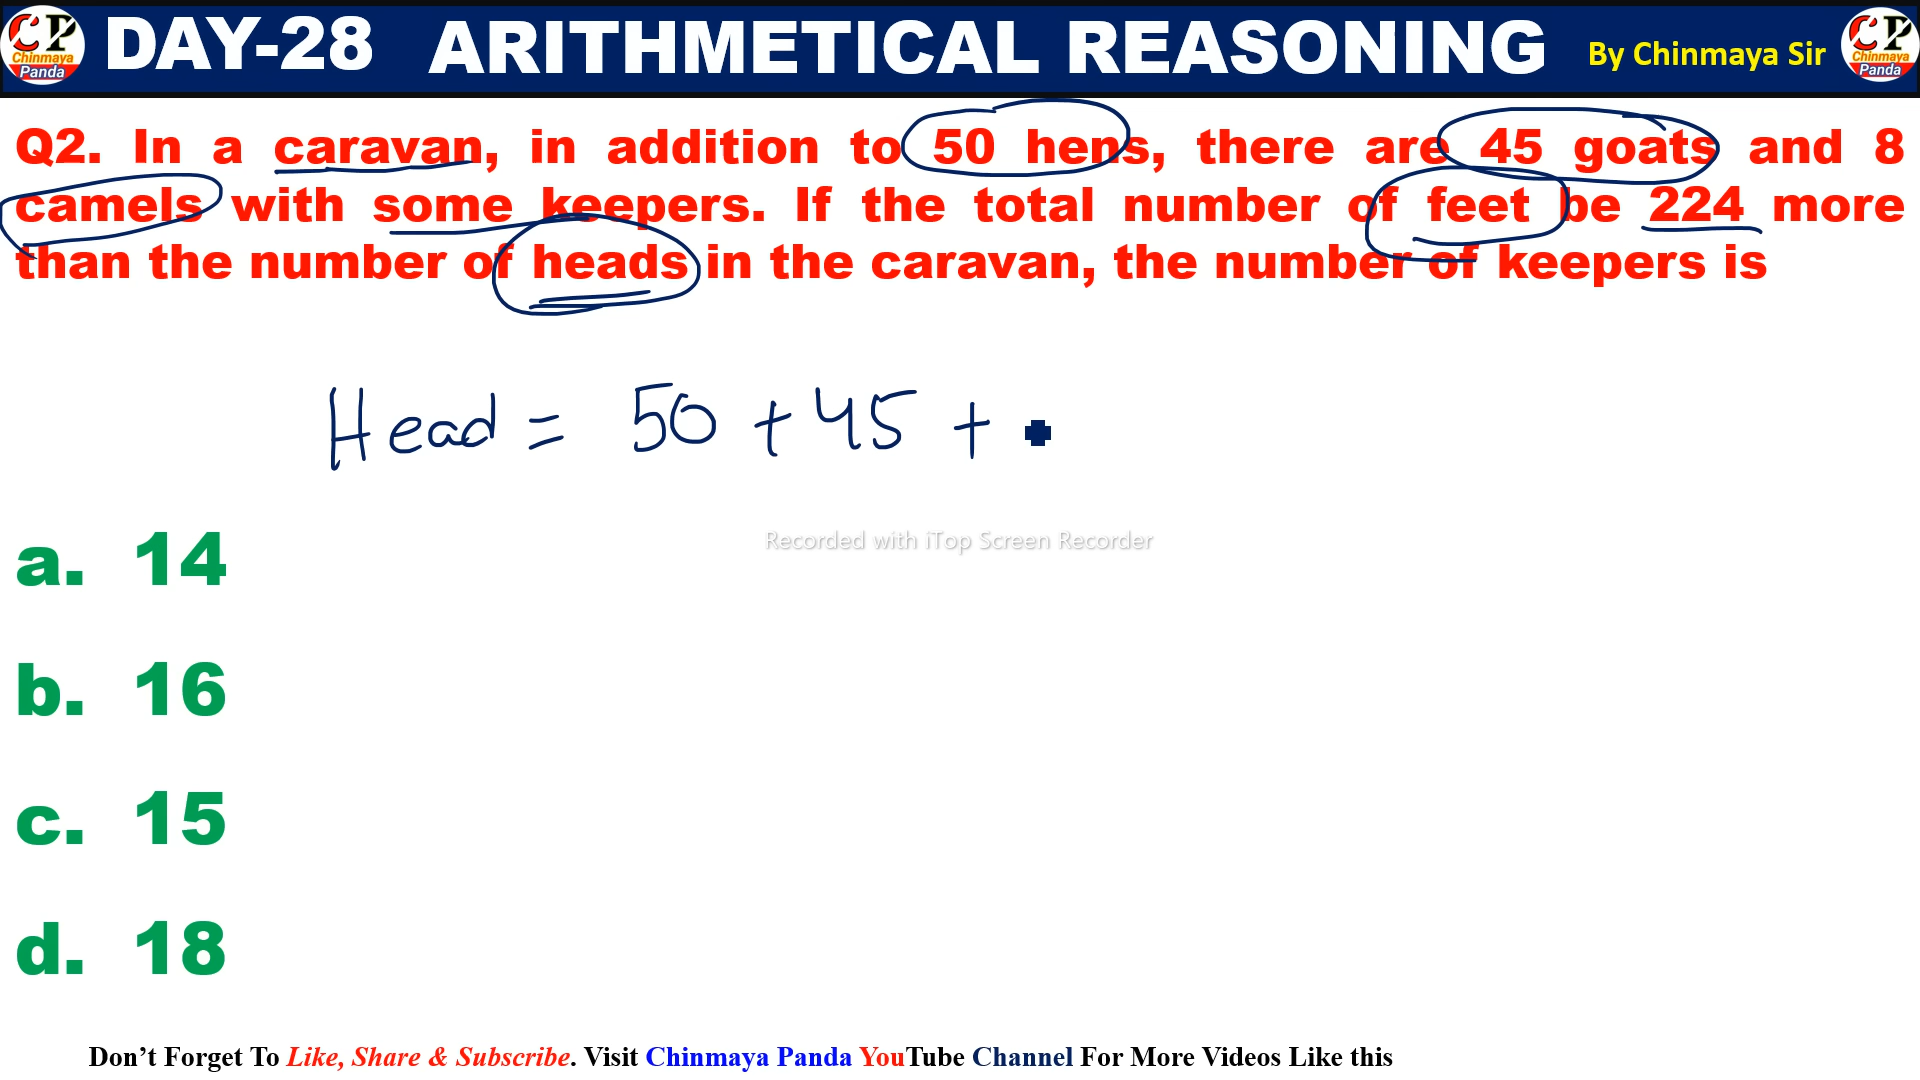 CP Chinmaya Panda DAY-28 ARITHMETICAL REASONING By Chinmaya Sir CP Chinmaya Panda
Q2. In a caravan, in addition to 50 hens, there are 45 goats and 8
camels with some keepers. If the total number of feet be 224 more
than the number of heads in the caravan, the number of keepers is
Head = 50 + 45 +
Recorded with iTop Screen Recorder
a. 14
b. 16
c. 15
d. 18
Don’t Forget To Like, Share & Subscribe. Visit Chinmaya Panda YouTube Channel For More Videos Like this